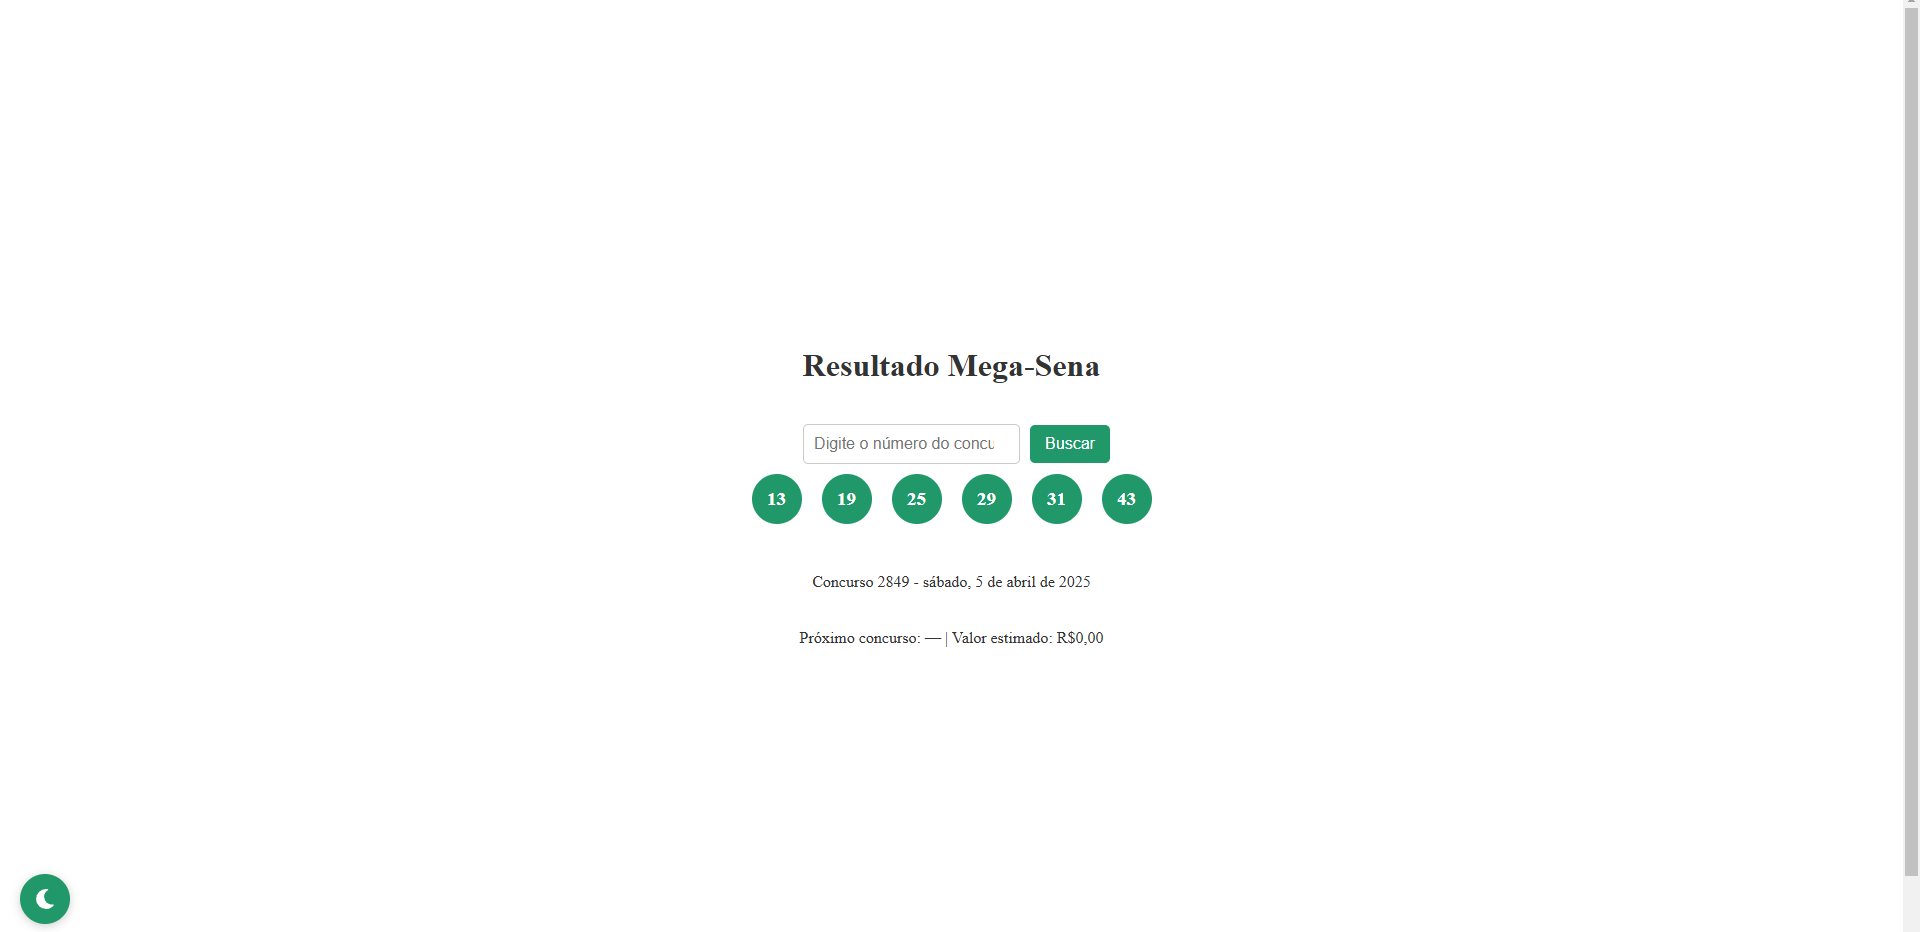 Resultado Mega-Sena
Digite o número do concu
Buscar
13 19 25 29 31 43
Concurso 2849 - sábado, 5 de abril de 2025
Próximo concurso: — | Valor estimado: R$0,00